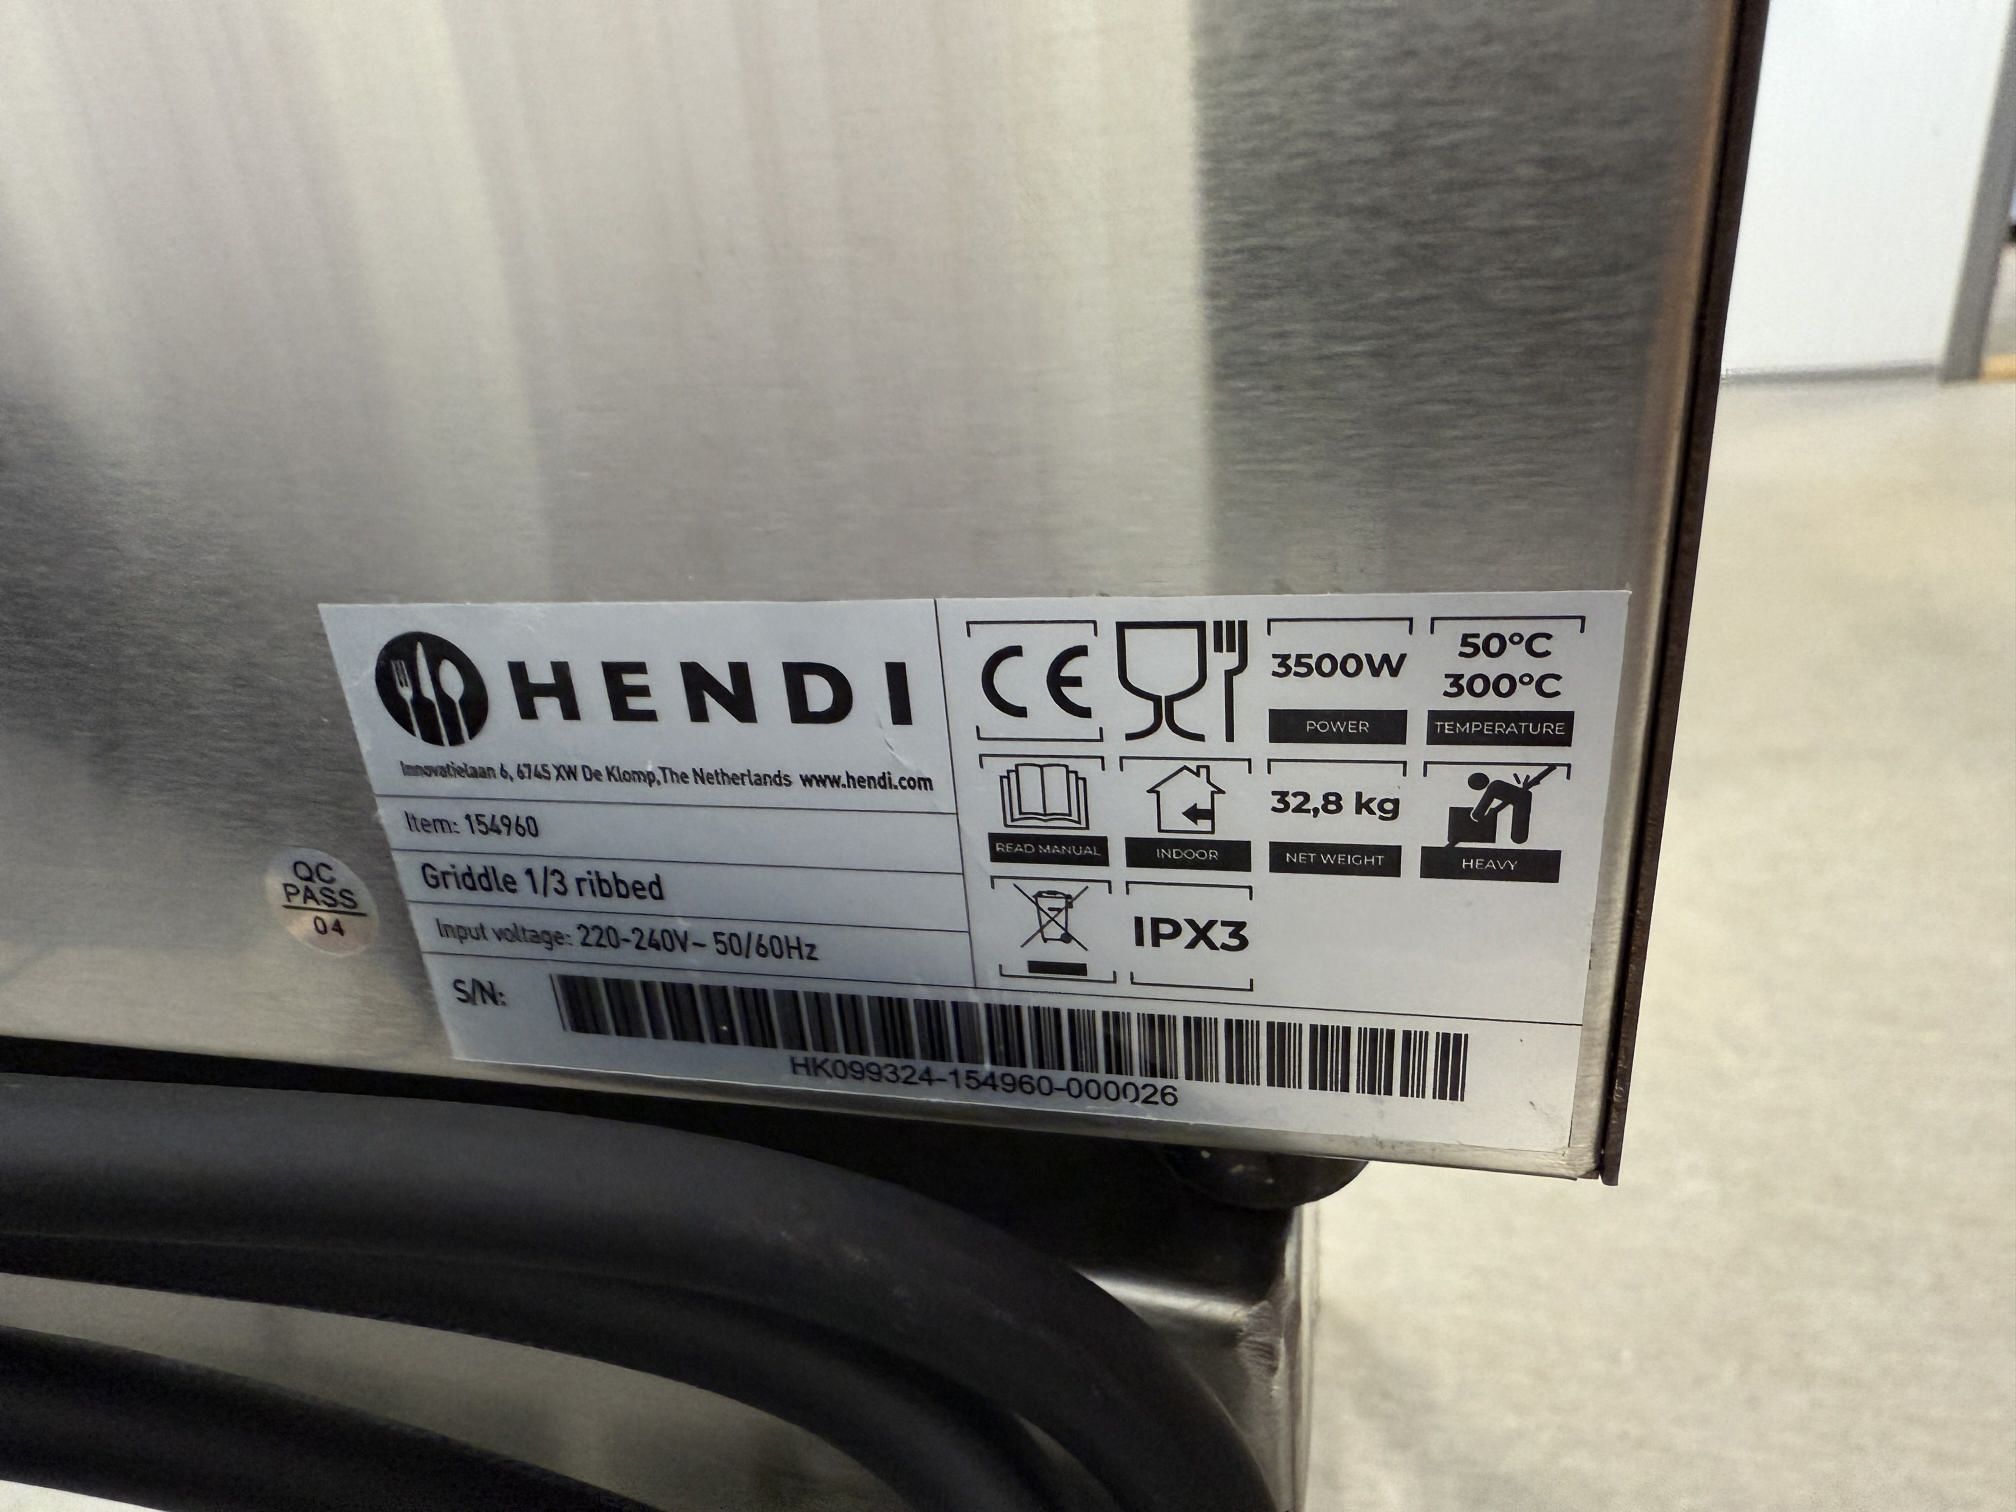 HENDI
Innovatielaan 6, 6745 XW De Klomp, The Netherlands www.hendi.com
Item: 154960
Griddle 1/3 ribbed
Input voltage: 220-240V~ 50/60Hz
S/N:
HK099324-154960-000026
CE
3500W
POWER
50°C
300°C
TEMPERATURE
READ MANUAL
INDOOR
32,8 kg
NET WEIGHT
HEAVY
IPX3
QC
PASS
04